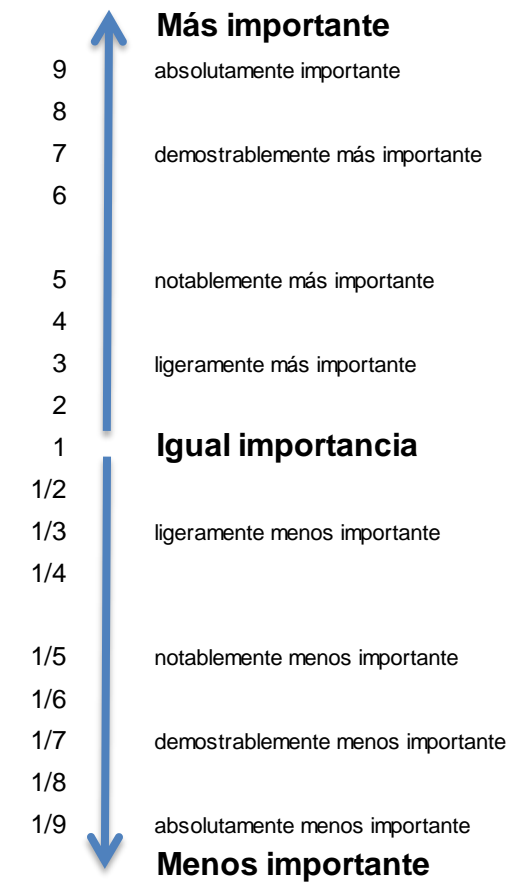 Más importante
9 absolutamente importante
8
7 demostrablemente más importante
6
5 notablemente más importante
4
3 ligeramente más importante
2
1 Igual importancia
1/2
1/3 ligeramente menos importante
1/4
1/5 notablemente menos importante
1/6
1/7 demostrablemente menos importante
1/8
1/9 absolutamente menos importante
Menos importante